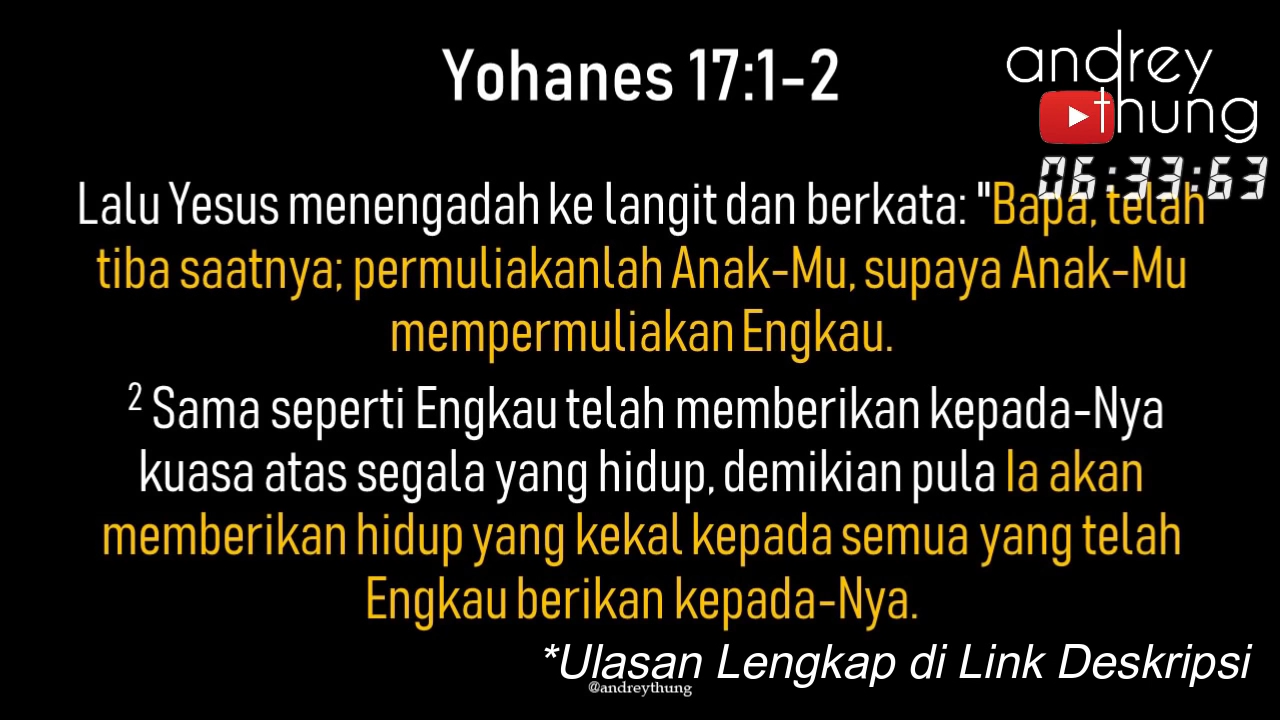 Yohanes 17:1-2
andrey
thung
06:33:63
Lalu Yesus menengadah ke langit dan berkata: "Bapa, telah
tiba saatnya; permuliakanlah Anak-Mu, supaya Anak-Mu
mempermuliakan Engkau.
2 Sama seperti Engkau telah memberikan kepada-Nya
kuasa atas segala yang hidup, demikian pula Ia akan
memberikan hidup yang kekal kepada semua yang telah
Engkau berikan kepada-Nya.
*Ulasan Lengkap di Link Deskripsi
@andreythung